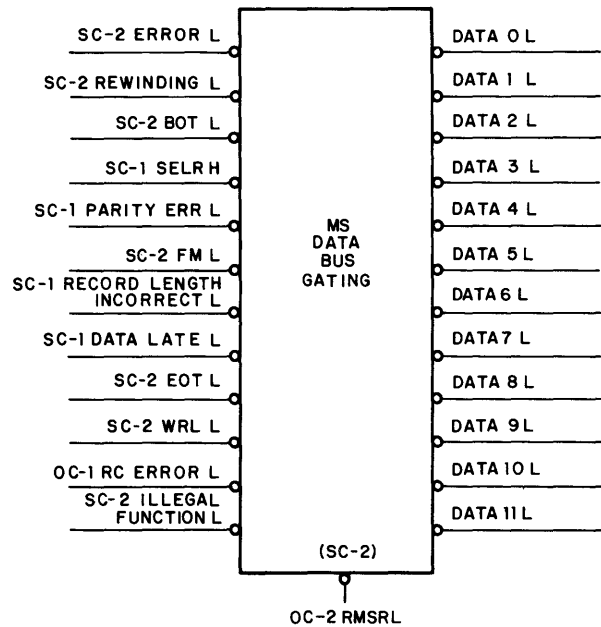 SC-2 ERROR L
DATA 0 L
SC-2 REWINDING L
DATA 1 L
SC-2 BOT L
DATA 2 L
SC-1 SELR H
DATA 3 L
SC-1 PARITY ERR L
DATA 4 L
MS
DATA
BUS
GATING
SC-2 FM L
DATA 5 L
SC-1 RECORD LENGTH
INCORRECT L
DATA 6 L
SC-1 DATA LATE L
DATA 7 L
SC-2 EOT L
DATA 8 L
SC-2 WRL L
DATA 9 L
OC-1 RC ERROR L
DATA 10 L
SC-2 ILLEGAL
FUNCTION L
DATA 11 L
(SC-2)
OC-2 RMSRL